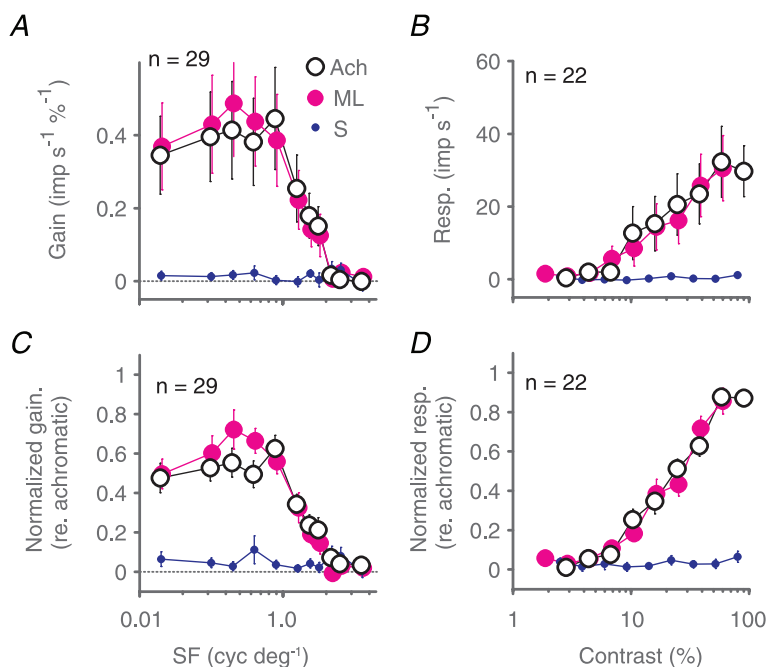 A
n = 29
Ach
ML
S
Gain (imp s⁻¹ %⁻¹)
0.4
0.2
0
B
n = 22
Resp. (imp s⁻¹)
60
40
20
0
C
n = 29
Normalized gain.
(re. achromatic)
1
0.8
0.6
0.4
0.2
0
0.01
1.0
SF (cyc deg⁻¹)
D
n = 22
Normalized resp.
(re. achromatic)
1
0.8
0.6
0.4
0.2
0
1
10
100
Contrast (%)